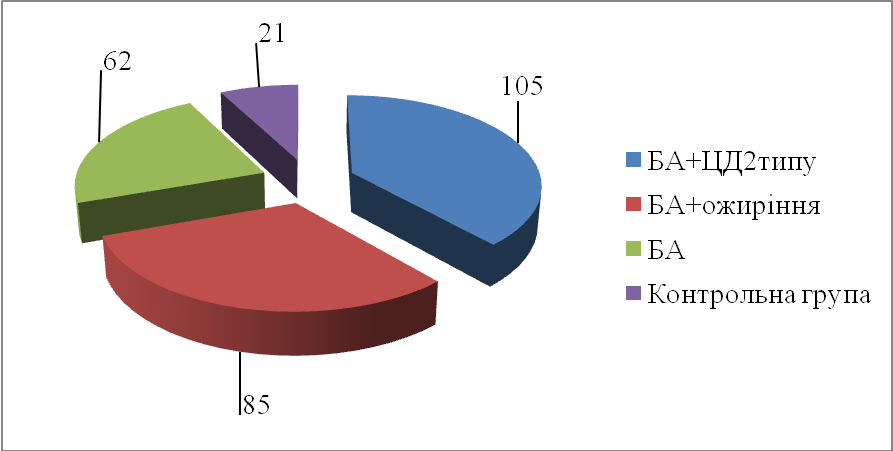 21
62
105
БА+ЦД2типу
БА+ожиріння
БА
Контрольна група
85